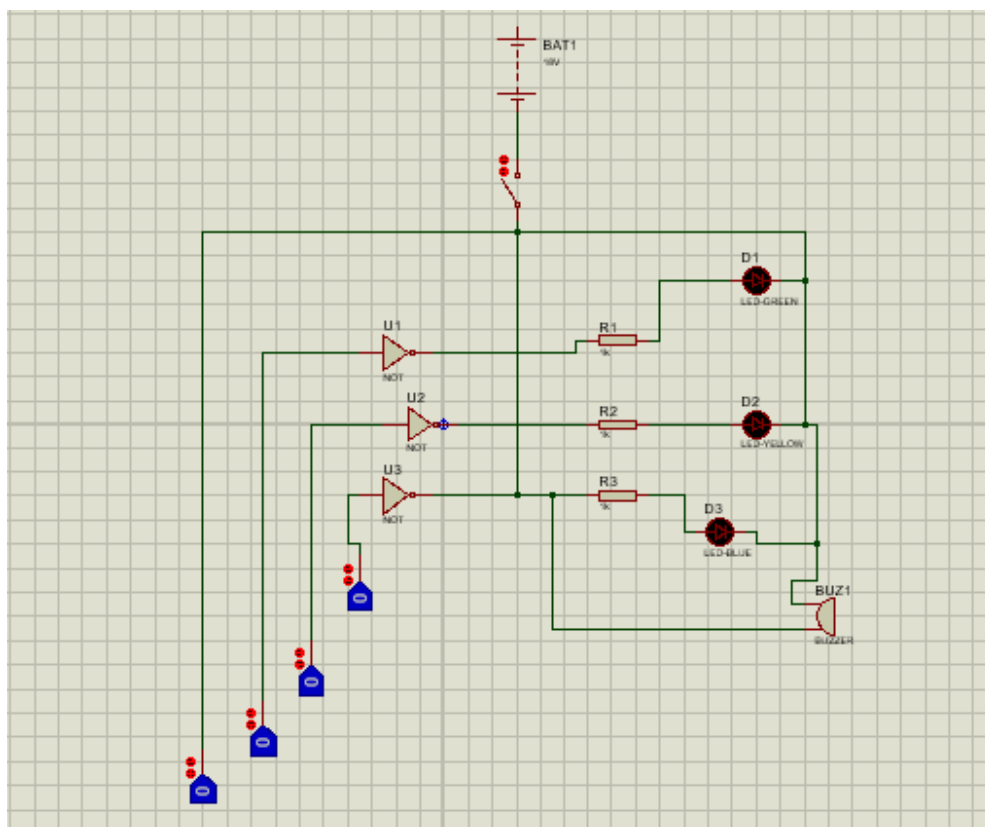 BAT1
D1
LED-GREEN
U1
NOT
R1
1k
U2
NOT
R2
1k
D2
LED-YELLOW
U3
NOT
R3
1k
D3
LED-BLUE
0
BUZ1
BUZZER
0
0
0